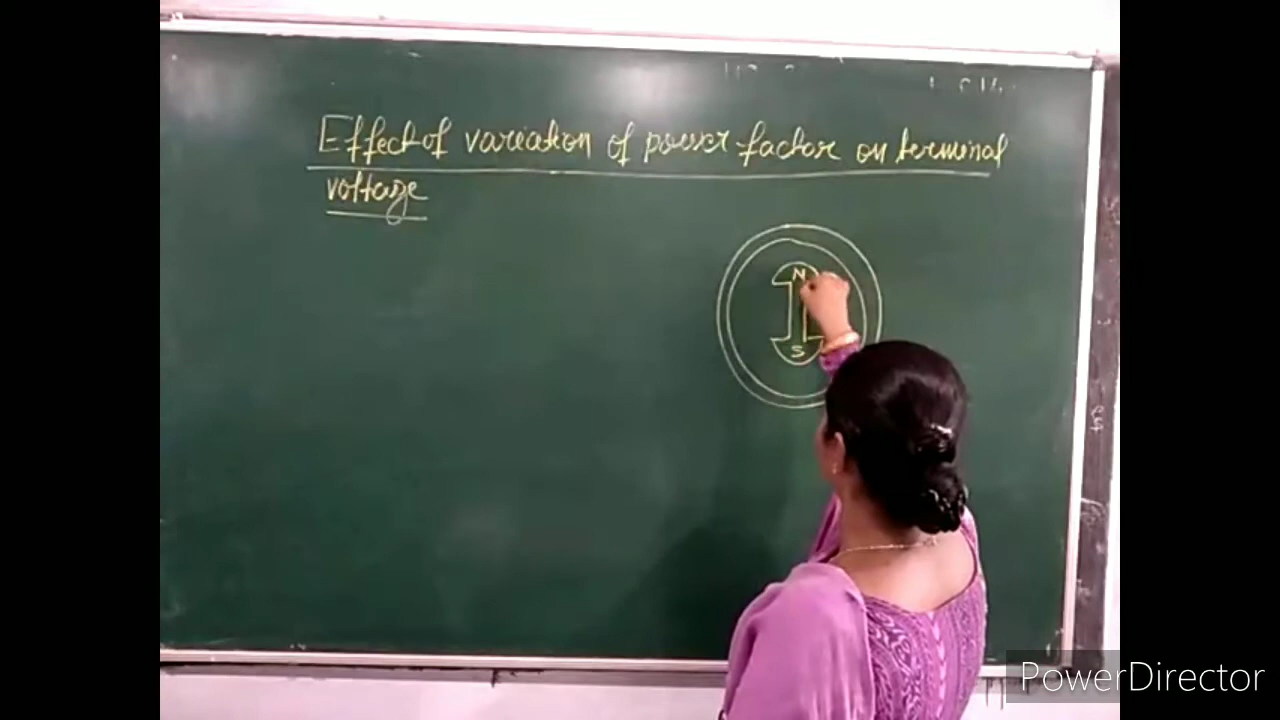 Effect of variation of power factor on terminal
voltage
N
S
PowerDirector